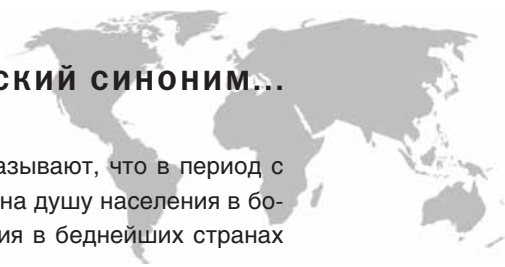 ский синоним...
азывают, что в период с
на душу населения в бо-
ия в беднейших странах